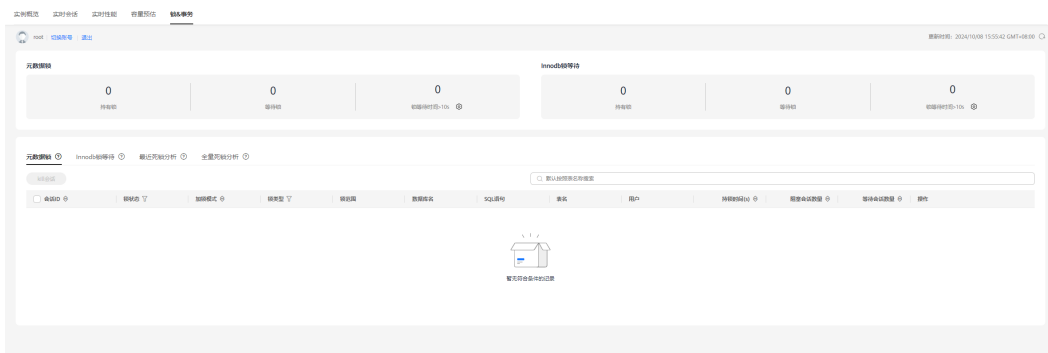 实例概览 实时会话 实时性能 容量预估 锁&事务
root 切换账号 退出 更新时间：2024/10/08 15:55:42 GMT+08:00
元数据锁 Innodb锁等待
0 0 0 0 0 0
持有锁 等待锁 锁等待时间>10s 持有锁 等待锁 锁等待时间>10s
元数据锁 Innodb锁等待 最近死锁分析 全量死锁分析
kill会话 默认按照表名称搜索
会话ID 锁状态 加锁模式 锁类型 锁范围 数据库名 SQL语句 表名 用户 持锁时间(s) 阻塞会话数量 等待会话数量 操作
暂无符合条件的记录